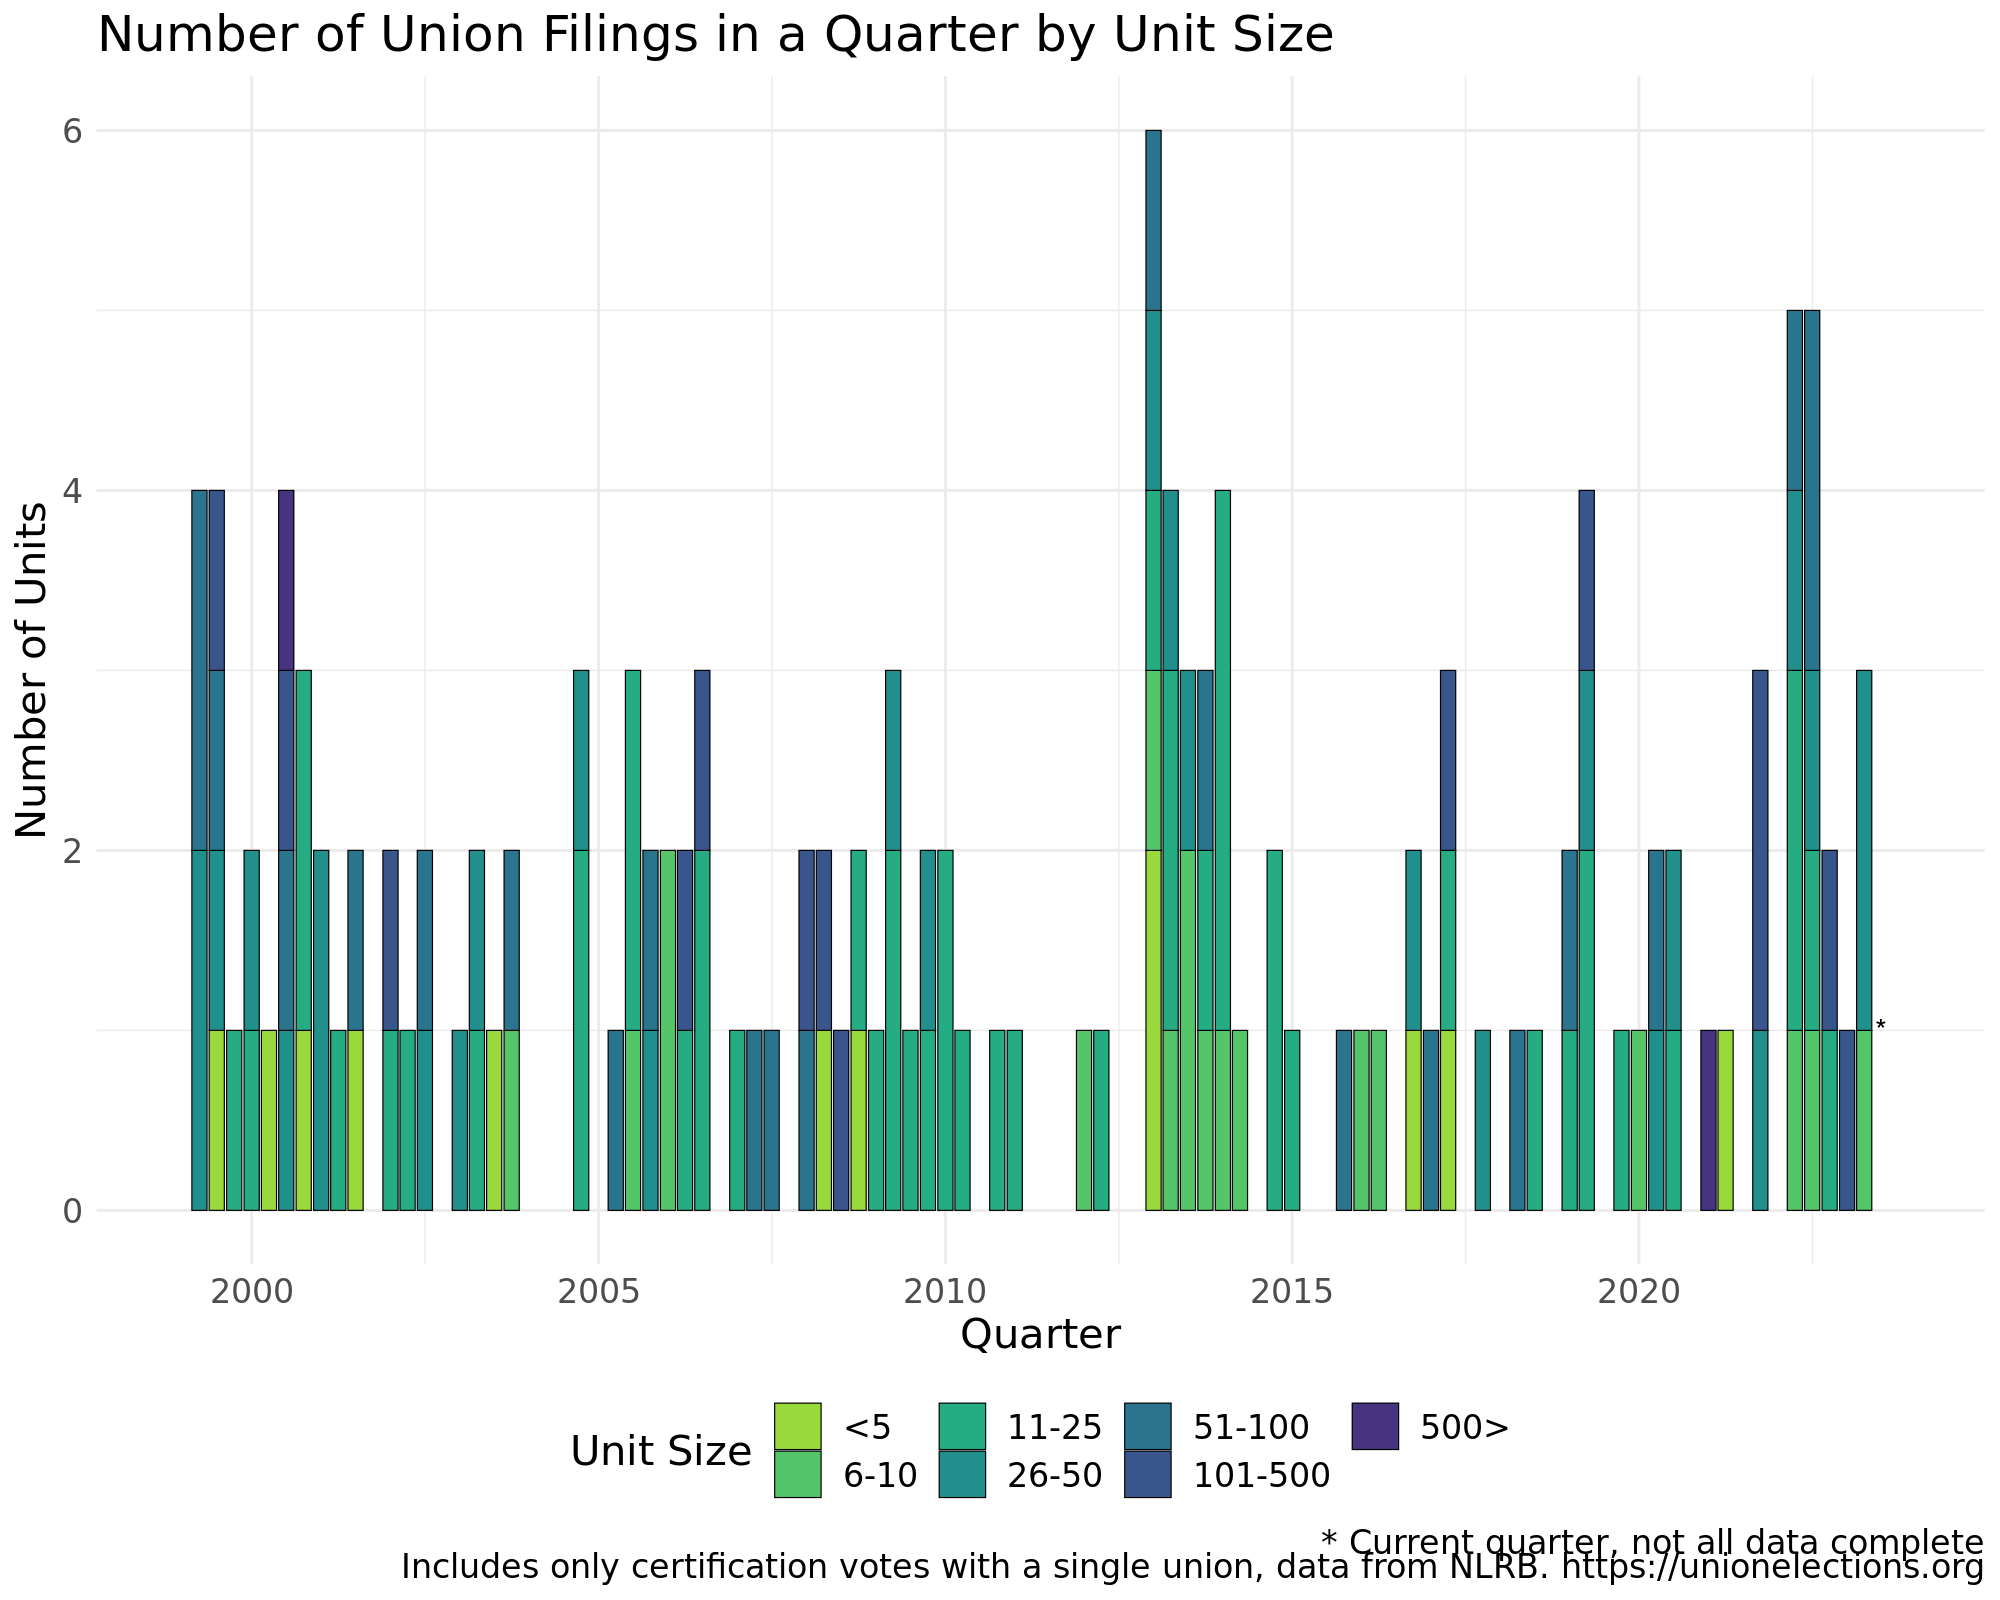 Number of Union Filings in a Quarter by Unit Size
Number of Units
6
4
2
0
*
2000 2005 2010 2015 2020
Quarter
Unit Size
<5 11-25 51-100 500>
6-10 26-50 101-500
* Current quarter, not all data complete
Includes only certification votes with a single union, data from NLRB. https://unionelections.org